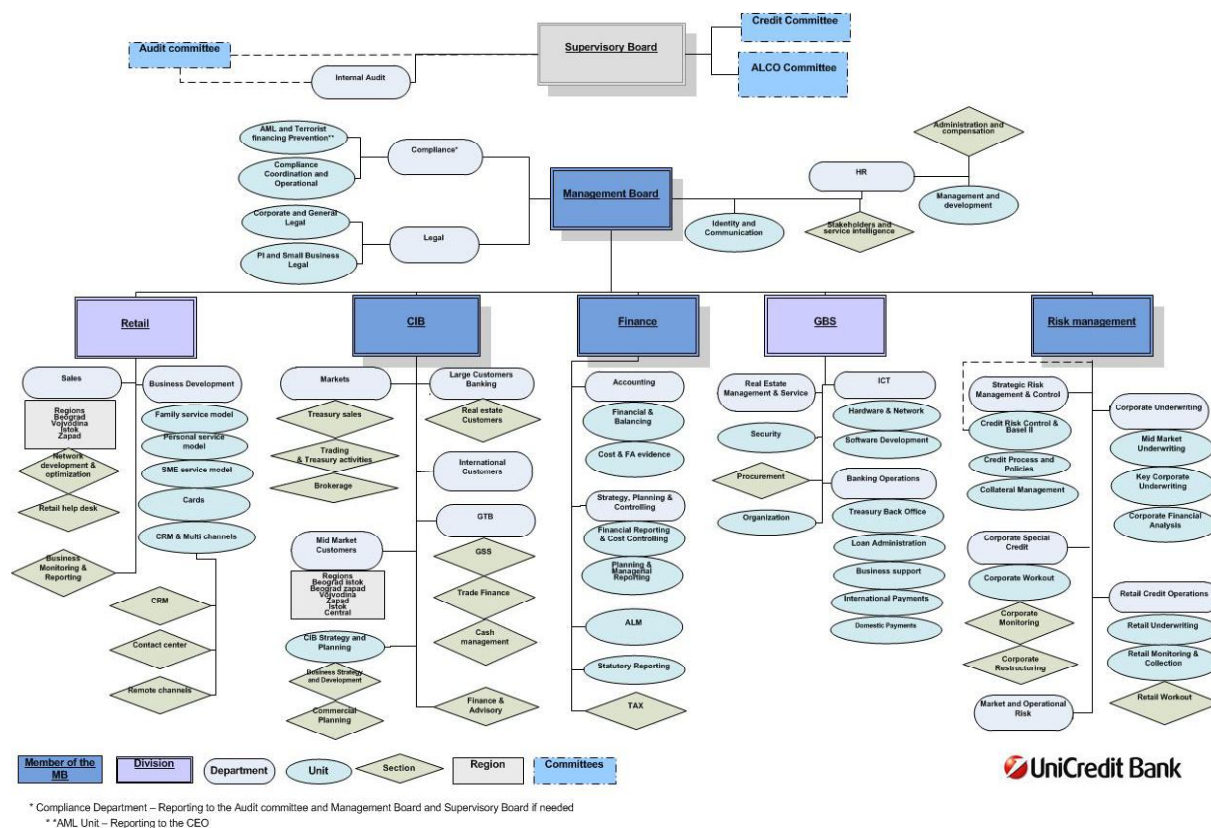 Audit committee
Supervisory Board
Credit Committee
ALCO Committee
Internal Audit
AML and Terrorist
financing Prevention**
Compliance*
Compliance
Coordination and
Operational
Corporate and General
Legal
Legal
PI and Small Business
Legal
Management Board
Administration and
compensation
HR
Management and
development
Identity and
Communication
Stakeholders and
service intelligence
Retail
CIB
Finance
GBS
Risk management
Sales
Regions
Beograd
Vojvodina
Istok
Zapad
Network
development &
optimization
Retail help desk
Business
Monitoring &
Reporting
Business Development
Family service model
Personal service
model
SME service model
Cards
CRM & Multi channels
CRM
Contact center
Remote channels
Markets
Treasury sales
Trading
& Treasury activities
Brokerage
Mid Market
Customers
Regions
Beograd istok
Beograd zapad
Vojvodina
Zapad
Istok
Central
CIB Strategy and
Planning
Business Strategy
and Development
Commercial
Planning
Large Customers
Banking
Real estate
Customers
International
Customers
GTB
GSS
Trade Finance
Cash
management
Finance &
Advisory
Accounting
Financial &
Balancing
Cost & FA evidence
Strategy, Planning &
Controlling
Financial Reporting
& Cost Controlling
Planning &
Managerial
Reporting
ALM
Statutory Reporting
TAX
Real Estate
Management & Service
Security
Procurement
Organization
ICT
Hardware & Network
Software Development
Banking Operations
Treasury Back Office
Loan Administration
Business support
International Payments
Domestic Payments
Strategic Risk
Management & Control
Credit Risk Control &
Basel II
Credit Process and
Policies
Collateral Management
Corporate Special
Credit
Corporate Workout
Corporate
Monitoring
Corporate
Restructuring
Market and Operational
Risk
Corporate Underwriting
Mid Market
Underwriting
Key Corporate
Underwriting
Corporate Financial
Analysis
Retail Credit Operations
Retail Underwriting
Retail Monitoring &
Collection
Retail Workout
Member of the
MB
Division
Department
Unit
Section
Region
Committees
UniCredit Bank
* Compliance Department – Reporting to the Audit committee and Management Board and Supervisory Board if needed
* *AML Unit – Reporting to the CEO